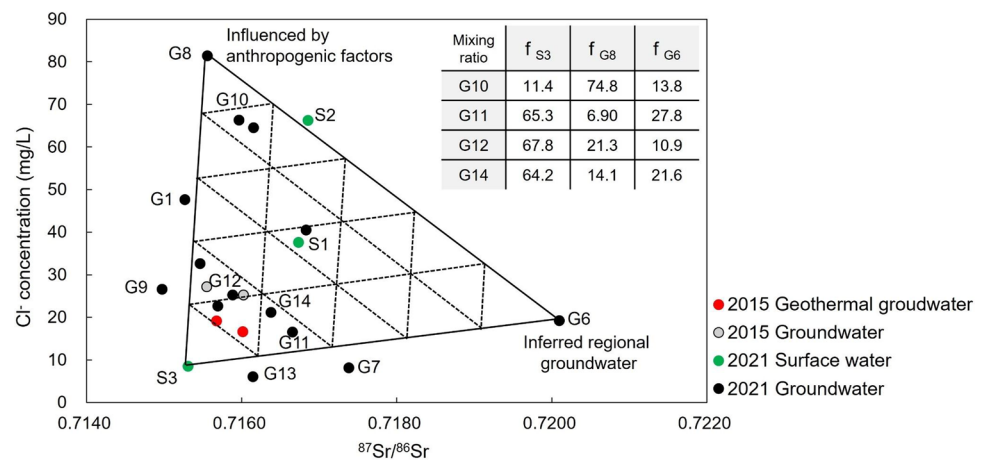 90
80
70
60
50
40
30
20
10
0
Cl⁻ concentration (mg/L)
0.7140
0.7160
0.7180
0.7200
0.7220
⁸⁷Sr/⁸⁶Sr
Influenced by
anthropogenic factors
G8
G10
S2
G1
S1
G9
G12
G14
G11
G6
Inferred regional
groundwater
S3
G13
G7
Mixing ratio f S3 f G8 f G6
G10 11.4 74.8 13.8
G11 65.3 6.90 27.8
G12 67.8 21.3 10.9
G14 64.2 14.1 21.6
2015 Geothermal groudwater
2015 Groundwater
2021 Surface water
2021 Groundwater